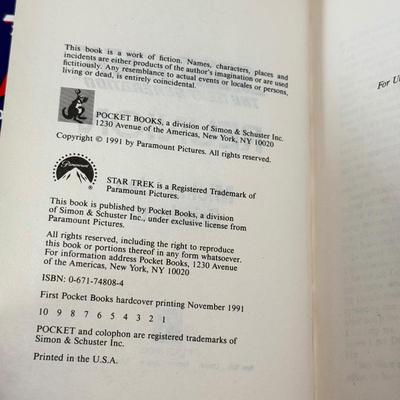 This book is a work of fiction. Names, characters, places and
incidents are either products of the author's imagination or are used
fictitiously. Any resemblance to actual events or locales or persons,
living or dead, is entirely coincidental.
POCKET BOOKS, a division of Simon & Schuster Inc.
1230 Avenue of the Americas, New York, NY 10020
Copyright © 1991 by Paramount Pictures. All rights reserved.
Paramount
STAR TREK is a Registered Trademark of
Paramount Pictures.
This book is published by Pocket Books, a division
of Simon & Schuster Inc., under exclusive license from
Paramount Pictures.
All rights reserved, including the right to reproduce
this book or portions thereof in any form whatsoever.
For information address Pocket Books, 1230 Avenue
of the Americas, New York, NY 10020
ISBN: 0-671-74808-4
First Pocket Books hardcover printing November 1991
10 9 8 7 6 5 4 3 2 1
POCKET and colophon are registered trademarks of
Simon & Schuster Inc.
Printed in the U.S.A.
For